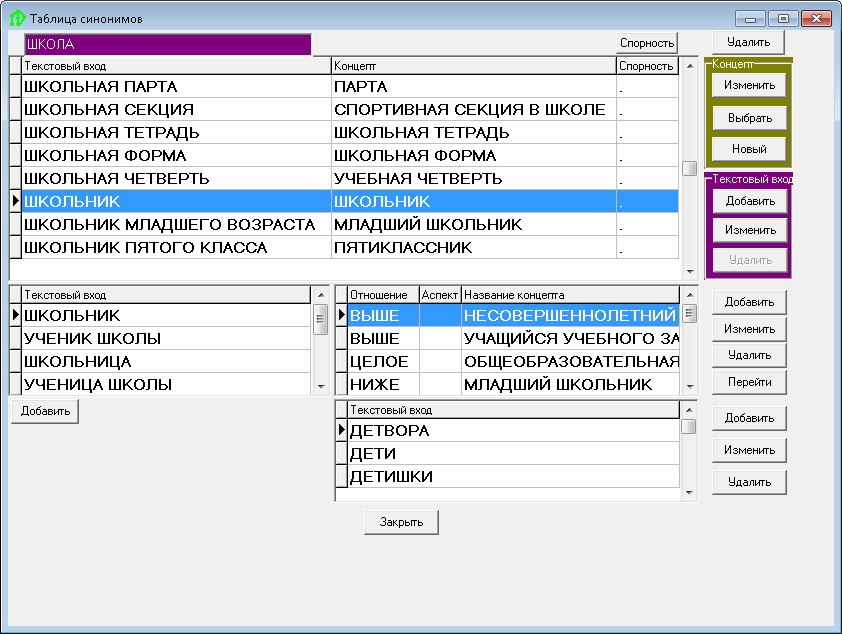 Таблица синонимов
ШКОЛА
Спорность
Удалить
Текстовый вход Концепт Спорность
ШКОЛЬНАЯ ПАРТА ПАРТА .
ШКОЛЬНАЯ СЕКЦИЯ СПОРТИВНАЯ СЕКЦИЯ В ШКОЛЕ .
ШКОЛЬНАЯ ТЕТРАДЬ ШКОЛЬНАЯ ТЕТРАДЬ .
ШКОЛЬНАЯ ФОРМА ШКОЛЬНАЯ ФОРМА .
ШКОЛЬНАЯ ЧЕТВЕРТЬ УЧЕБНАЯ ЧЕТВЕРТЬ .
ШКОЛЬНИК ШКОЛЬНИК .
ШКОЛЬНИК МЛАДШЕГО ВОЗРАСТА МЛАДШИЙ ШКОЛЬНИК .
ШКОЛЬНИК ПЯТОГО КЛАССА ПЯТИКЛАССНИК .
Концепт
Изменить
Выбрать
Новый
Текстовый вход
Добавить
Изменить
Удалить
Текстовый вход
ШКОЛЬНИК
УЧЕНИК ШКОЛЫ
ШКОЛЬНИЦА
УЧЕНИЦА ШКОЛЫ
Добавить
Отношение Аспект Название концепта
ВЫШЕ НЕСОВЕРШЕННОЛЕТНИЙ
ВЫШЕ УЧАЩИЙСЯ УЧЕБНОГО ЗА
ЦЕЛОЕ ОБЩЕОБРАЗОВАТЕЛЬНАЯ
НИЖЕ МЛАДШИЙ ШКОЛЬНИК
Добавить
Изменить
Удалить
Перейти
Текстовый вход
ДЕТВОРА
ДЕТИ
ДЕТИШКИ
Добавить
Изменить
Удалить
Закрыть